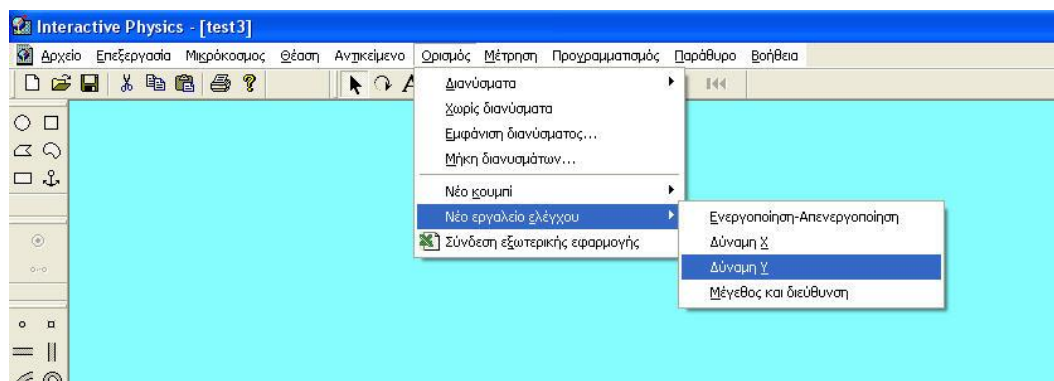 Interactive Physics - [test3]
Αρχείο Επεξεργασία Μικρόκοσμος Θέαση Αντικείμενο Ορισμός Μέτρηση Προγραμματισμός Παράθυρο Βοήθεια
A
Διανύσματα
Χωρίς διανύσματα
Εμφάνιση διανύσματος...
Μήκη διανυσμάτων...
Νέο κουμπί
Νέο εργαλείο ελέγχου
Σύνδεση εξωτερικής εφαρμογής
Ενεργοποίηση-Απενεργοποίηση
Δύναμη X
Δύναμη Y
Μέγεθος και διεύθυνση